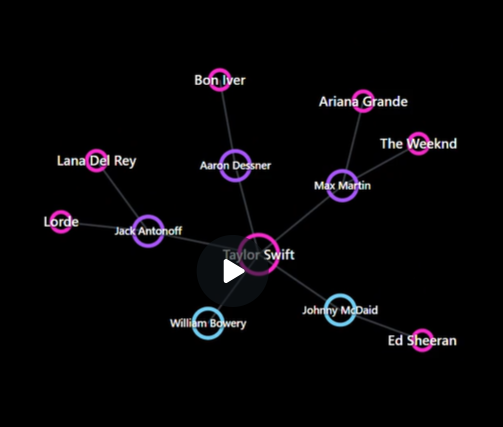 Bon Iver
Ariana Grande
The Weeknd
Lana Del Rey
Aaron Dessner
Max Martin
Lorde
Jack Antonoff
Taylor Swift
William Bowery
Johnny McDaid
Ed Sheeran